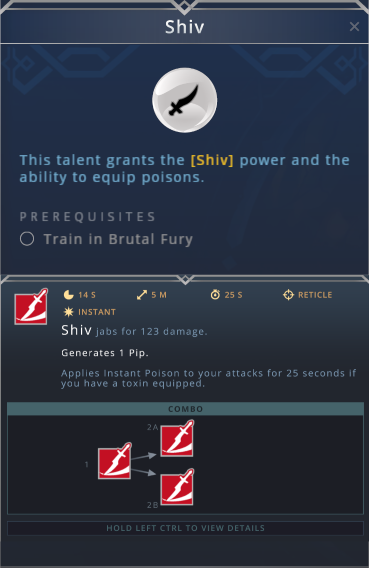 Shiv
This talent grants the [Shiv] power and the
ability to equip poisons.
PREREQUISITES
Train in Brutal Fury
14 S
5 M
25 S
RETICLE
INSTANT
Shiv jabs for 123 damage.
Generates 1 Pip.
Applies Instant Poison to your attacks for 25 seconds if
you have a toxin equipped.
COMBO
2A
1
2B
HOLD LEFT CTRL TO VIEW DETAILS